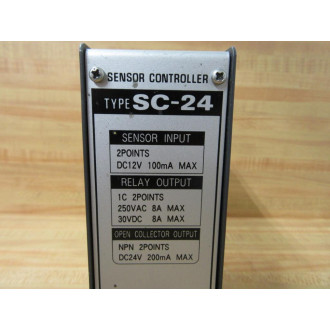 SENSOR CONTROLLER
TYPE SC-24
SENSOR INPUT
2POINTS
DC12V 100mA MAX
RELAY OUTPUT
1C 2POINTS
250VAC 8A MAX
30VDC 8A MAX
OPEN COLLECTOR OUTPUT
NPN 2POINTS
DC24V 200mA MAX